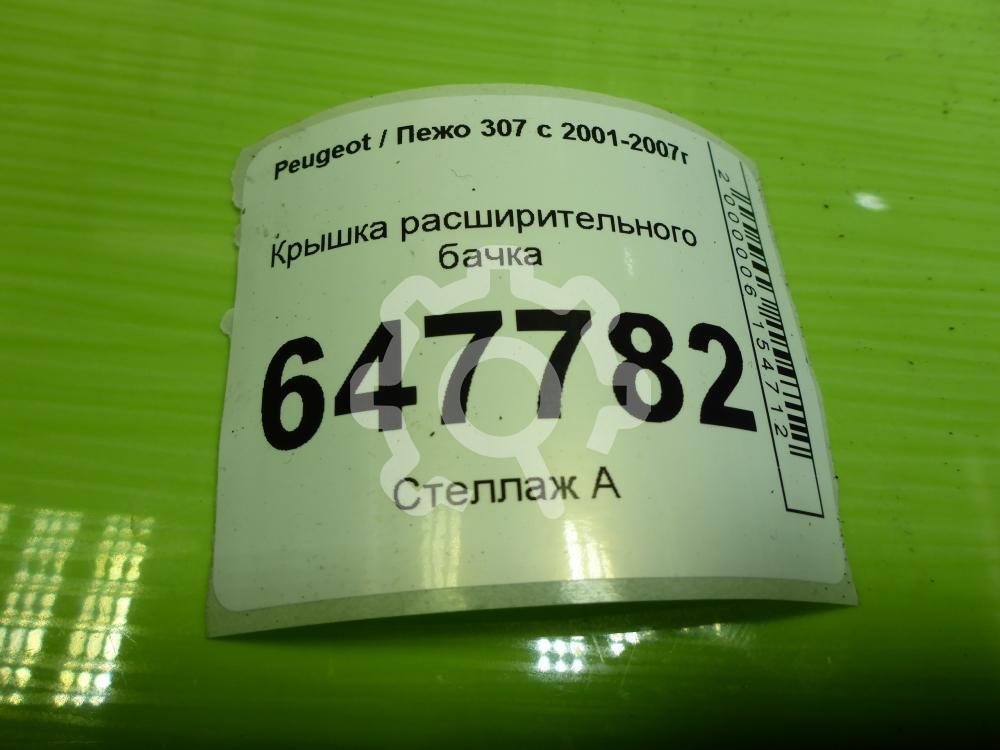 Peugeot / Пежо 307 с 2001-2007г
Крышка расширительного
бачка
647782
Стеллаж А
2000006154712